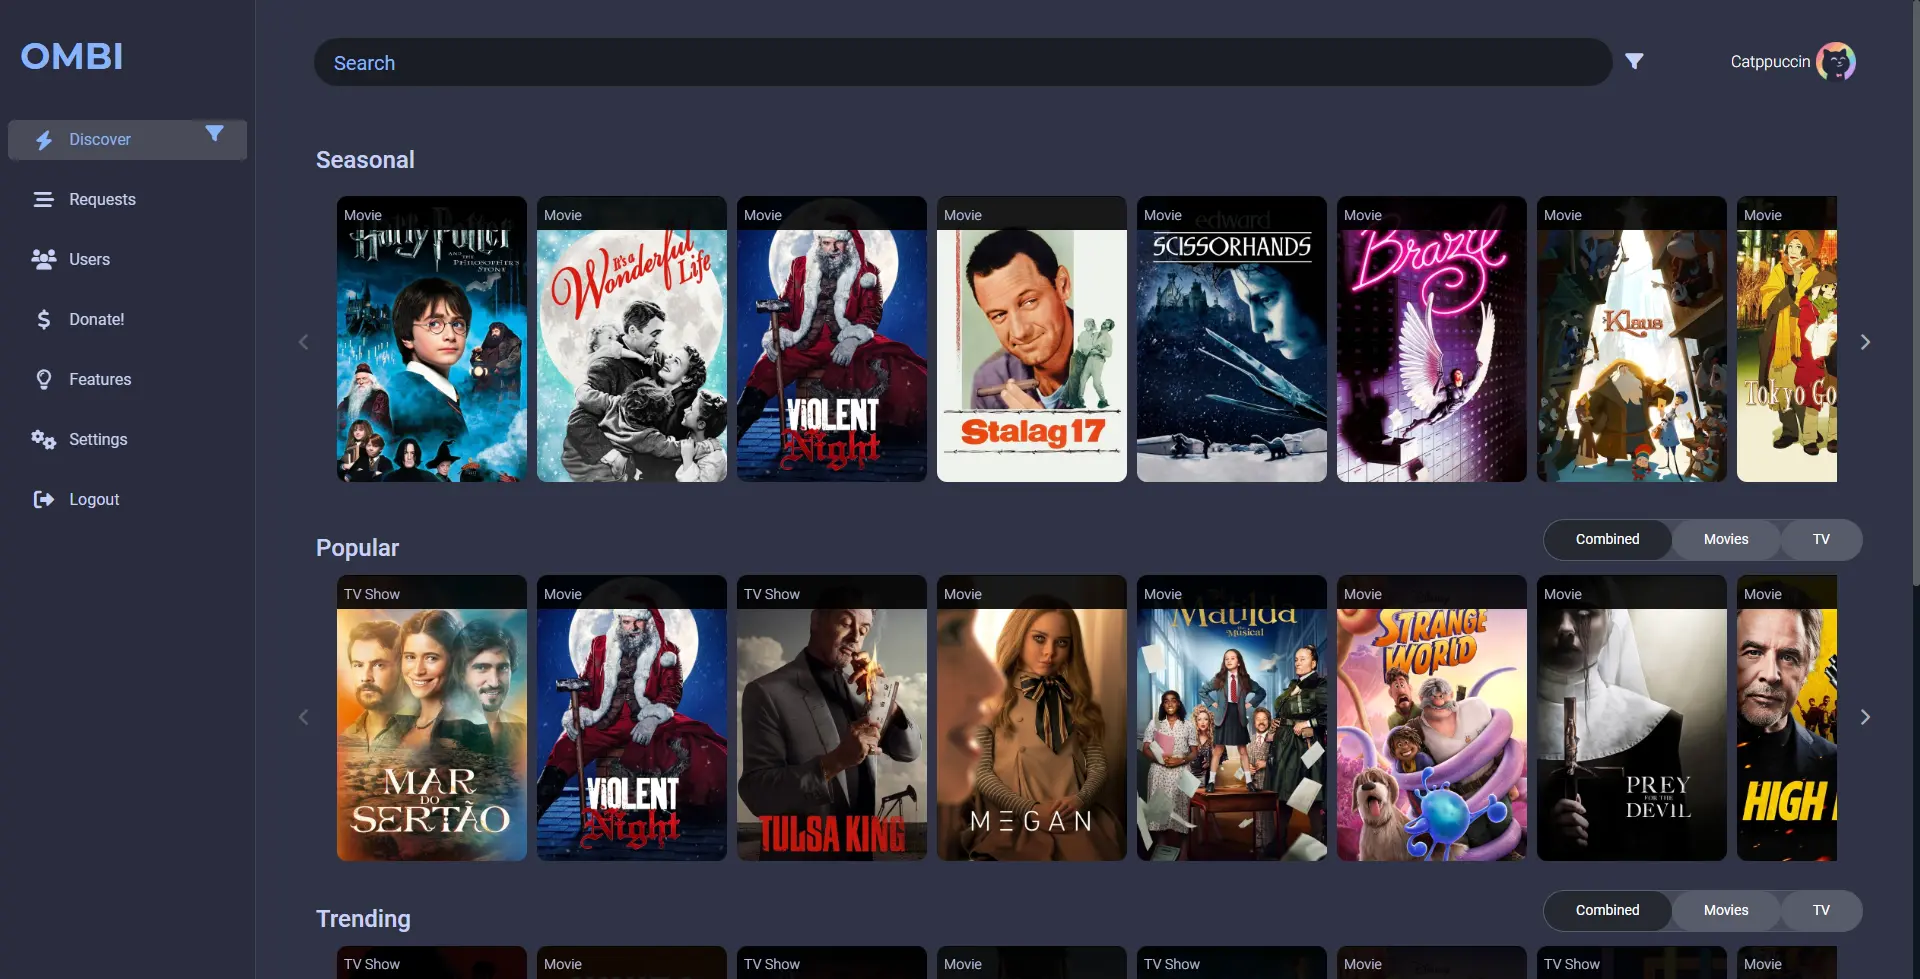 OMBI
Search
Catppuccin
Discover
Requests
Users
Donate!
Features
Settings
Logout
Seasonal
Movie
Harry Potter
AND THE
PHILOSOPHER'S
STONE
Movie
It's a
Wonderful
Life
Movie
ViOLENT
Night
Movie
Stalag 17
Movie
edward
SCISSORHANDS
Movie
Brazil
Movie
Klaus
Movie
Tokyo Go
Popular
Combined
Movies
TV
TV Show
MAR
DO
SERTÃO
Movie
ViOLENT
Night
TV Show
TULSA KING
Movie
M3GAN
Movie
Matilda
The
Musical
Movie
STRANGE
WORLD
Movie
PREY
FOR THE
DEVIL
Movie
HIGH
Trending
Combined
Movies
TV
TV Show
Movie
TV Show
Movie
TV Show
Movie
TV Show
Movie